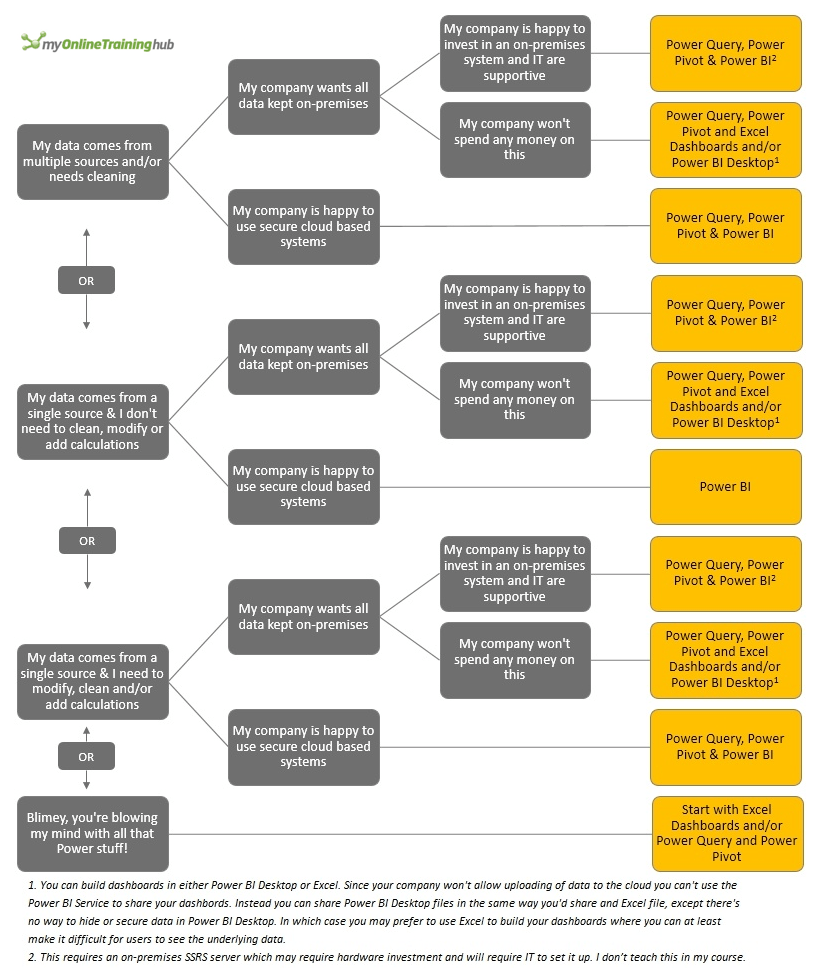 myOnlineTraininghub
My company is happy to
invest in an on-premises
system and IT are
supportive
Power Query, Power
Pivot & Power BI²
My company wants all
data kept on-premises
My company won't
spend any money on
this
Power Query, Power
Pivot and Excel
Dashboards and/or
Power BI Desktop¹
My data comes from
multiple sources and/or
needs cleaning
My company is happy to
use secure cloud based
systems
Power Query, Power
Pivot & Power BI
OR
My company is happy to
invest in an on-premises
system and IT are
supportive
Power Query, Power
Pivot & Power BI²
My company wants all
data kept on-premises
My company won't
spend any money on
this
Power Query, Power
Pivot and Excel
Dashboards and/or
Power BI Desktop¹
My data comes from a
single source & I don't
need to clean, modify or
add calculations
My company is happy to
use secure cloud based
systems
Power BI
OR
My company is happy to
invest in an on-premises
system and IT are
supportive
Power Query, Power
Pivot & Power BI²
My company wants all
data kept on-premises
My company won't
spend any money on
this
Power Query, Power
Pivot and Excel
Dashboards and/or
Power BI Desktop¹
My data comes from a
single source & I need to
modify, clean and/or
add calculations
My company is happy to
use secure cloud based
systems
Power Query, Power
Pivot & Power BI
OR
Blimey, you're blowing
my mind with all that
Power stuff!
Start with Excel
Dashboards and/or
Power Query and Power
Pivot
1. You can build dashboards in either Power BI Desktop or Excel. Since your company won't allow uploading of data to the cloud you can't use the
Power BI Service to share your dashbords. Instead you can share Power BI Desktop files in the same way you'd share and Excel file, except there's
no way to hide or secure data in Power BI Desktop. In which case you may prefer to use Excel to build your dashboards where you can at least
make it difficult for users to see the underlying data.
2. This requires an on-premises SSRS server which may require hardware investment and will require IT to set it up. I don't teach this in my course.